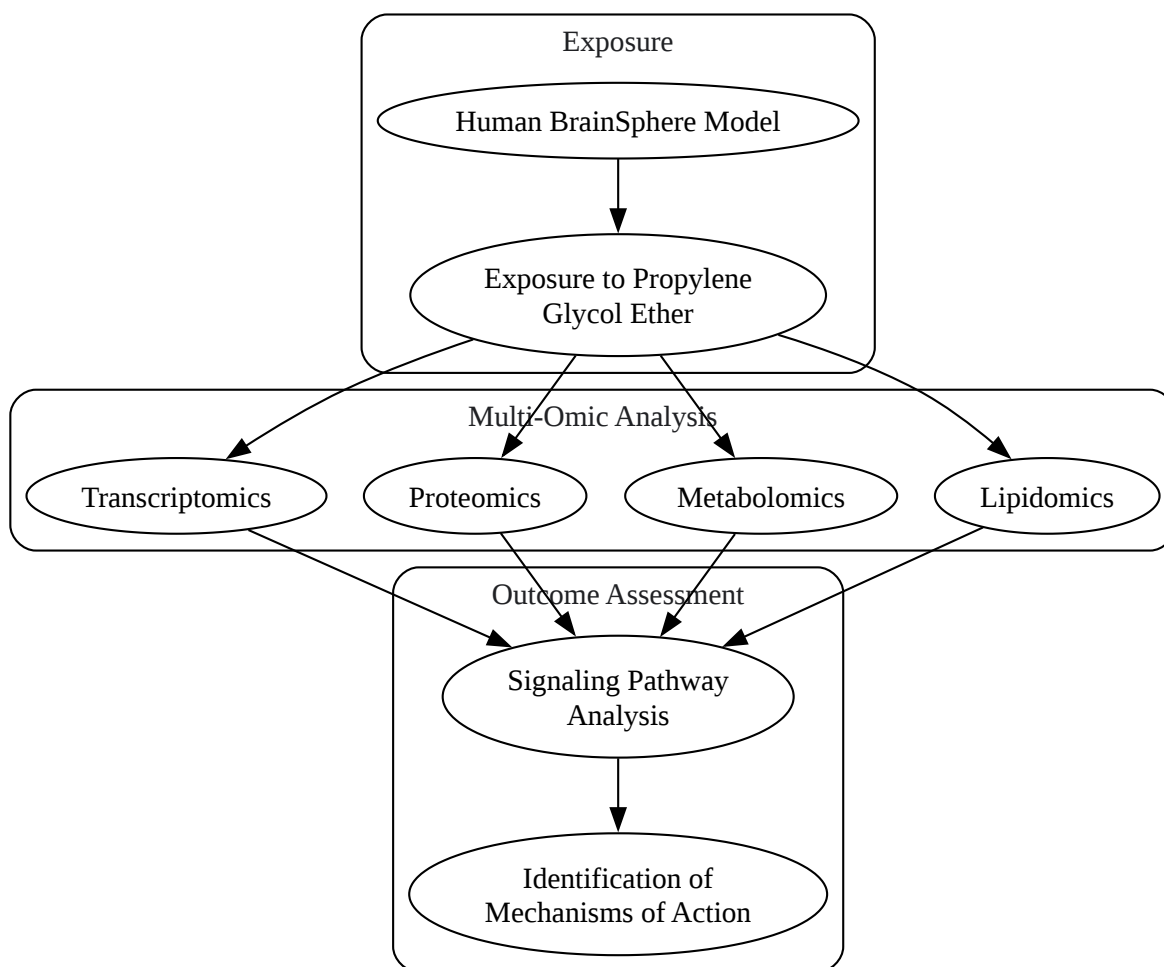 Exposure
Human BrainSphere Model
Exposure to Propylene
Glycol Ether
Multi-Omic Analysis
Transcriptomics
Proteomics
Metabolomics
Lipidomics
Outcome Assessment
Signaling Pathway
Analysis
Identification of
Mechanisms of Action